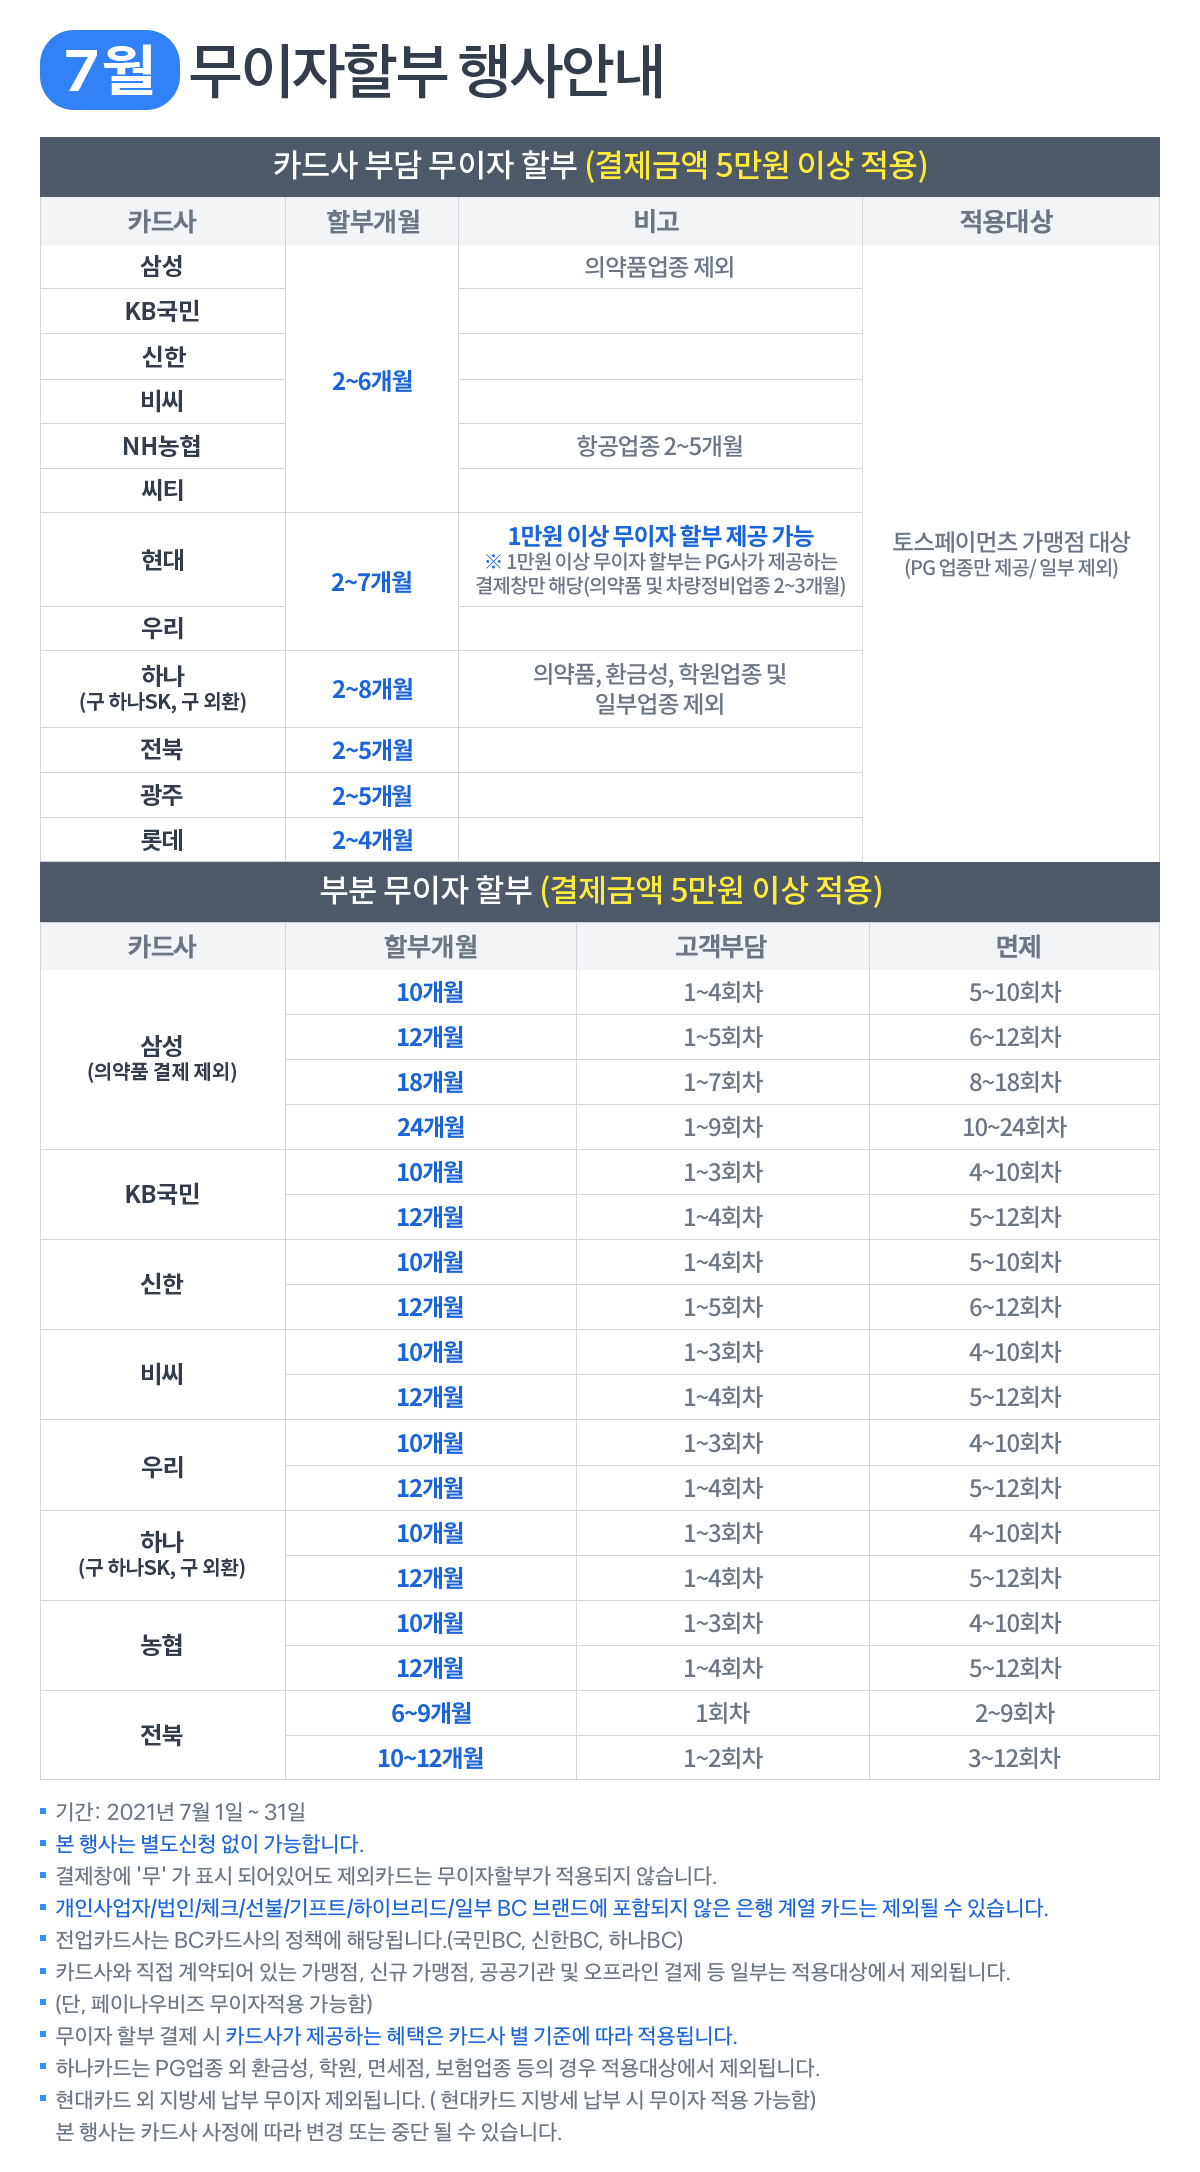 7월 무이자할부 행사안내
카드사 부담 무이자 할부 (결제금액 5만원 이상 적용)
카드사 할부개월 비고 적용대상
삼성 의약품업종 제외
KB국민
신한
2~6개월
비씨
NH농협 항공업종 2~5개월
씨티
현대
2~7개월
1만원 이상 무이자 할부 제공 가능
※ 1만원 이상 무이자 할부는 PG사가 제공하는
결제창만 해당(의약품 및 차량정비업종 2~3개월)
토스페이먼츠 가맹점 대상
(PG 업종만 제공/ 일부 제외)
우리
하나
(구 하나SK, 구 외환)
2~8개월
의약품, 환금성, 학원업종 및
일부업종 제외
전북 2~5개월
광주 2~5개월
롯데 2~4개월
부분 무이자 할부 (결제금액 5만원 이상 적용)
카드사 할부개월 고객부담 면제
삼성
(의약품 결제 제외)
10개월 1~4회차 5~10회차
12개월 1~5회차 6~12회차
18개월 1~7회차 8~18회차
24개월 1~9회차 10~24회차
KB국민
10개월 1~3회차 4~10회차
12개월 1~4회차 5~12회차
신한
10개월 1~4회차 5~10회차
12개월 1~5회차 6~12회차
비씨
10개월 1~3회차 4~10회차
12개월 1~4회차 5~12회차
우리
10개월 1~3회차 4~10회차
12개월 1~4회차 5~12회차
하나
(구 하나SK, 구 외환)
10개월 1~3회차 4~10회차
12개월 1~4회차 5~12회차
농협
10개월 1~3회차 4~10회차
12개월 1~4회차 5~12회차
전북
6~9개월 1회차 2~9회차
10~12개월 1~2회차 3~12회차
기간: 2021년 7월 1일 ~ 31일
본 행사는 별도신청 없이 가능합니다.
결제창에 '무' 가 표시 되어있어도 제외카드는 무이자할부가 적용되지 않습니다.
개인사업자/법인/체크/선불/기프트/하이브리드/일부 BC 브랜드에 포함되지 않은 은행 계열 카드는 제외될 수 있습니다.
전업카드사는 BC카드사의 정책에 해당됩니다.(국민BC, 신한BC, 하나BC)
카드사와 직접 계약되어 있는 가맹점, 신규 가맹점, 공공기관 및 오프라인 결제 등 일부는 적용대상에서 제외됩니다.
(단, 페이나우비즈 무이자적용 가능함)
무이자 할부 결제 시 카드사가 제공하는 혜택은 카드사 별 기준에 따라 적용됩니다.
하나카드는 PG업종 외 환금성, 학원, 면세점, 보험업종 등의 경우 적용대상에서 제외됩니다.
현대카드 외 지방세 납부 무이자 제외됩니다. ( 현대카드 지방세 납부 시 무이자 적용 가능함)
본 행사는 카드사 사정에 따라 변경 또는 중단 될 수 있습니다.